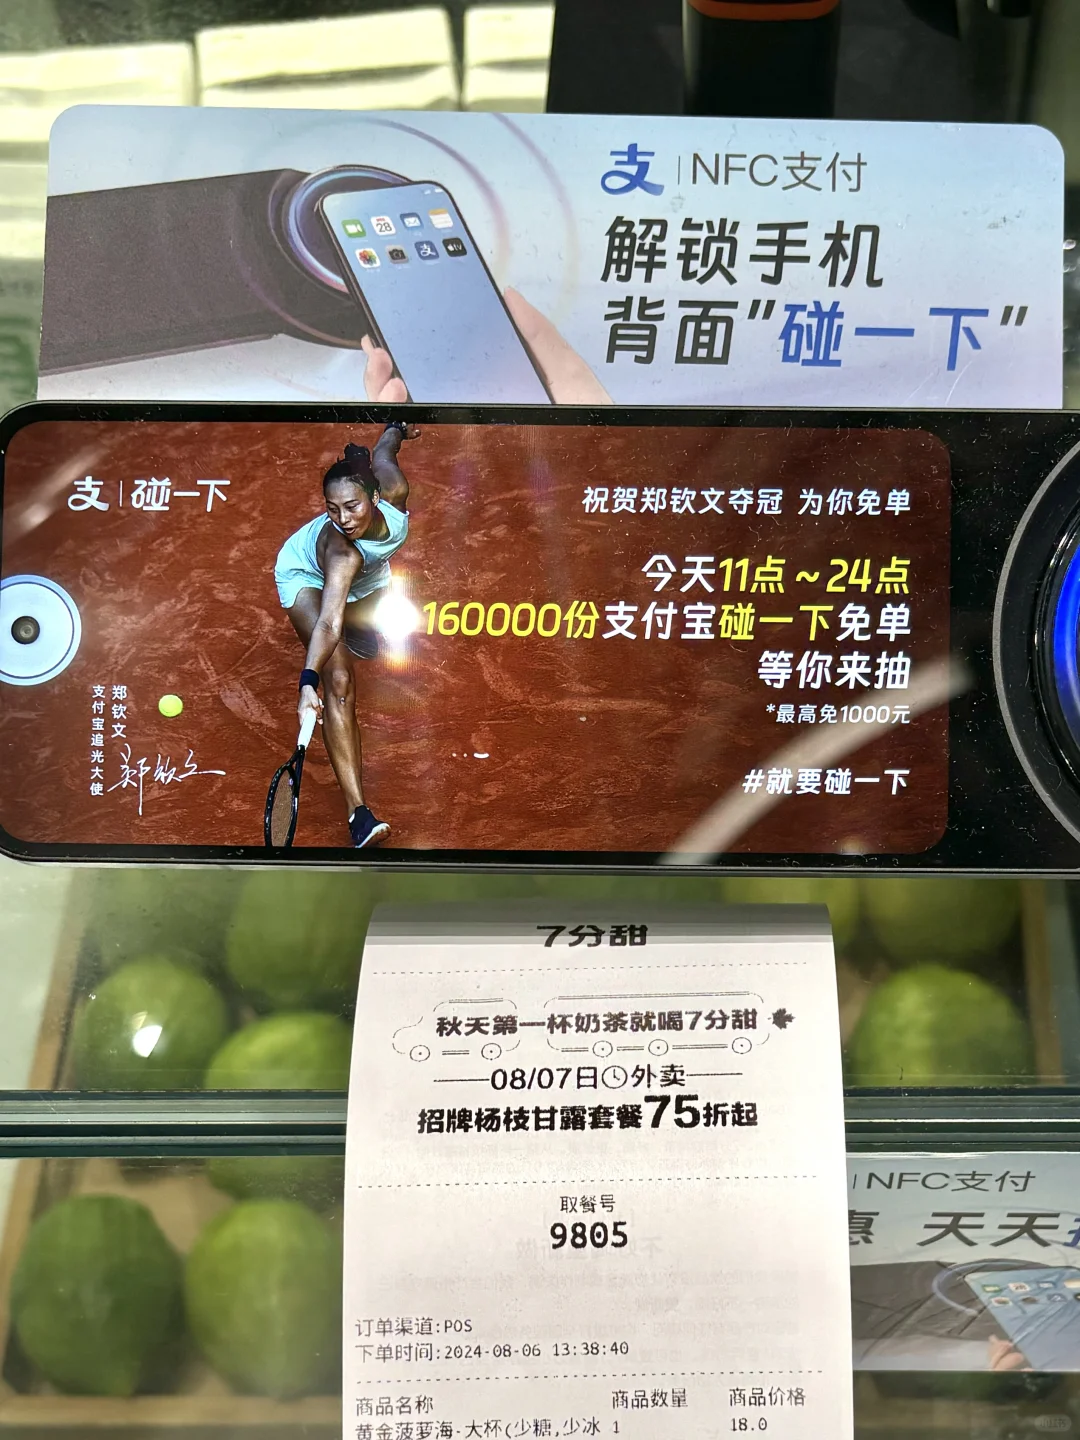 支 | NFC支付
解锁手机
背面"碰一下"
支 | 碰一下
祝贺郑钦文夺冠 为你免单
今天11点~24点
160000份支付宝碰一下免单
等你来抽
*最高免1000元
#就要碰一下
郑钦文
支付宝追光大使
郑钦文
7分甜
秋天第一杯奶茶就喝7分甜
08/07日 外卖
招牌杨枝甘露套餐75折起
取餐号
9805
订单渠道:POS
下单时间:2024-08-06 13:38:40
商品名称 商品数量 商品价格
黄金菠萝海-大杯(少糖,少冰 1 18.0
| NFC支付
惠 天天